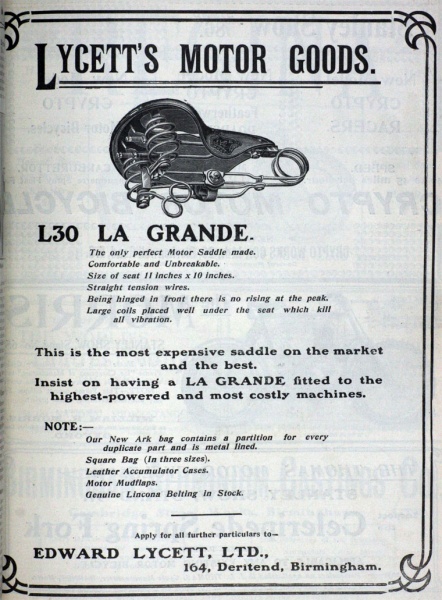 LYCETT'S MOTOR GOODS.
L30 LA GRANDE.
The only perfect Motor Saddle made.
Comfortable and Unbreakable.
Size of seat 11 inches x 10 inches.
Straight tension wires.
Being hinged in front there is no rising at the peak.
Large coils placed well under the seat which kill
all vibration.
This is the most expensive saddle on the market
and the best.
Insist on having a LA GRANDE fitted to the
highest-powered and most costly machines.
NOTE:—
Our New Ark bag contains a partition for every
duplicate part and is metal lined.
Square Bag (In three sizes).
Leather Accumulator Cases.
Motor Mudflaps.
Genuine Lincona Belting in Stock.
Apply for all further particulars to—
EDWARD LYCETT, LTD.,
164, Deritend, Birmingham.